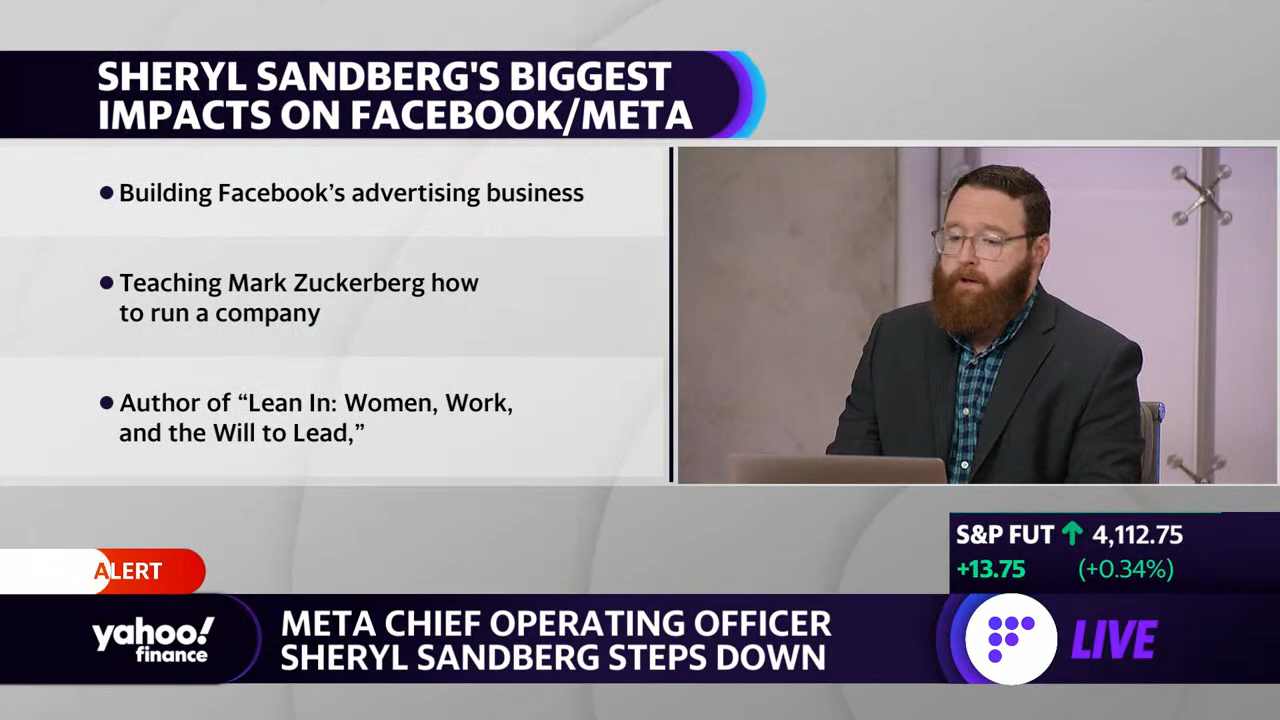 SHERYL SANDBERG'S BIGGEST
IMPACTS ON FACEBOOK/META
● Building Facebook’s advertising business
● Teaching Mark Zuckerberg how
to run a company
● Author of “Lean In: Women, Work,
and the Will to Lead,”
S&P FUT ↑ 4,112.75
+13.75 (+0.34%)
ALERT
yahoo!
finance
META CHIEF OPERATING OFFICER
SHERYL SANDBERG STEPS DOWN
LIVE